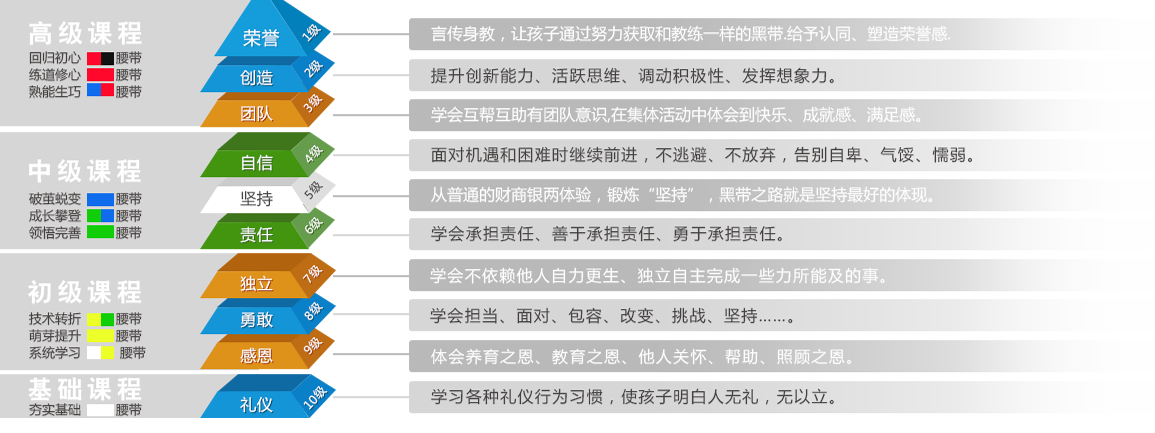 高级课程
回归初心 腰带
练道修心 腰带
熟能生巧 腰带
荣誉 1级 言传身教，让孩子通过努力获取和教练一样的黑带.给予认同、塑造荣誉感.
创造 2级 提升创新能力、活跃思维、调动积极性、发挥想象力。
团队 3级 学会互帮互助有团队意识,在集体活动中体会到快乐、成就感、满足感。
中级课程
破茧蜕变 腰带
成长攀登 腰带
领悟完善 腰带
自信 4级 面对机遇和困难时继续前进，不逃避、不放弃，告别自卑、气馁、懦弱。
坚持 5级 从普通的财商银两体验，锻炼“坚持”，黑带之路就是坚持最好的体现。
责任 6级 学会承担责任、善于承担责任、勇于承担责任。
初级课程
技术转折 腰带
萌芽提升 腰带
系统学习 腰带
独立 7级 学会不依赖他人自力更生、独立自主完成一些力所能及的事。
勇敢 8级 学会担当、面对、包容、改变、挑战、坚持……。
感恩 9级 体会养育之恩、教育之恩、他人关怀、帮助、照顾之恩。
基础课程
夯实基础 腰带
礼仪 10级 学习各种礼仪行为习惯，使孩子明白人无礼，无以立。